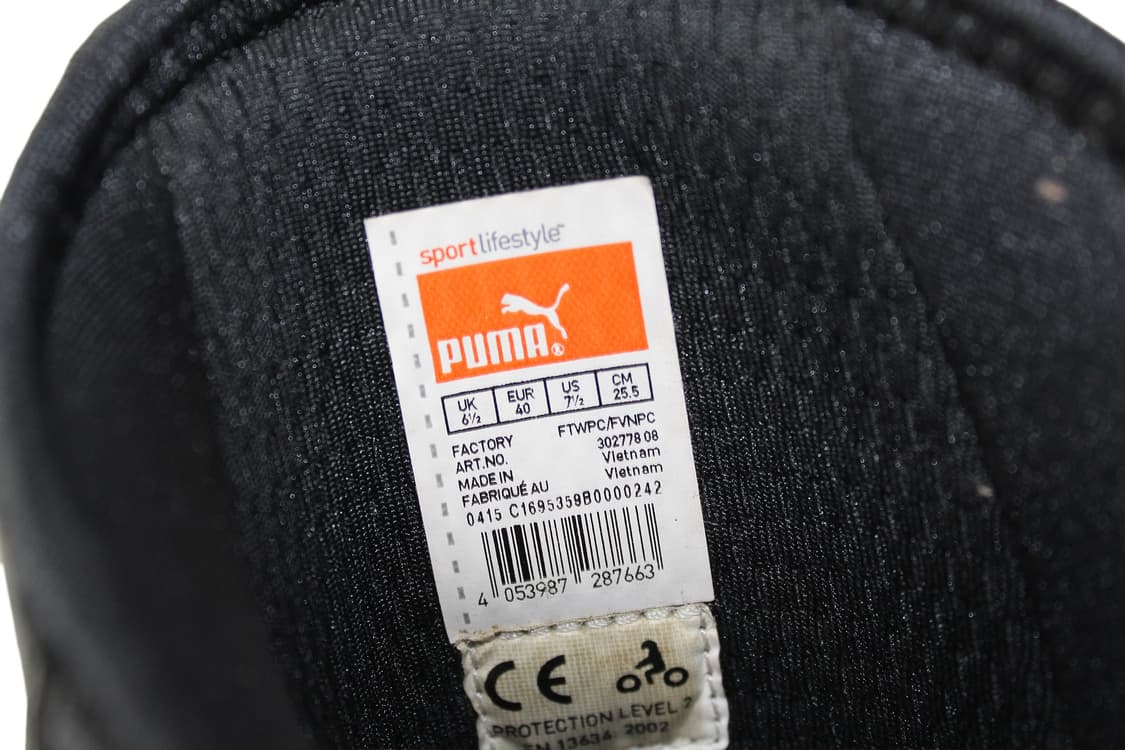 sportlifestyle™
PUMA®
UK EUR US CM
6½ 40 7½ 25.5
FACTORY FTWPC/FVNPC
ART.NO. 302778 08
MADE IN Vietnam
FABRIQUÉ AU Vietnam
0415 C1695359B0000242
4 053987 287663
CE
PROTECTION LEVEL 2
EN 13634 2002